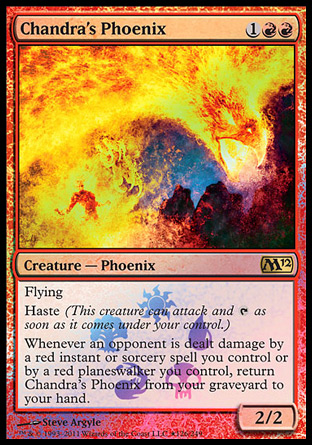 Chandra's Phoenix 1
Creature — Phoenix M12
Flying
Haste (This creature can attack and as
soon as it comes under your control.)
Whenever an opponent is dealt damage by
a red instant or sorcery spell you control or
by a red planeswalker you control, return
Chandra's Phoenix from your graveyard to
your hand.
Steve Argyle
2/2